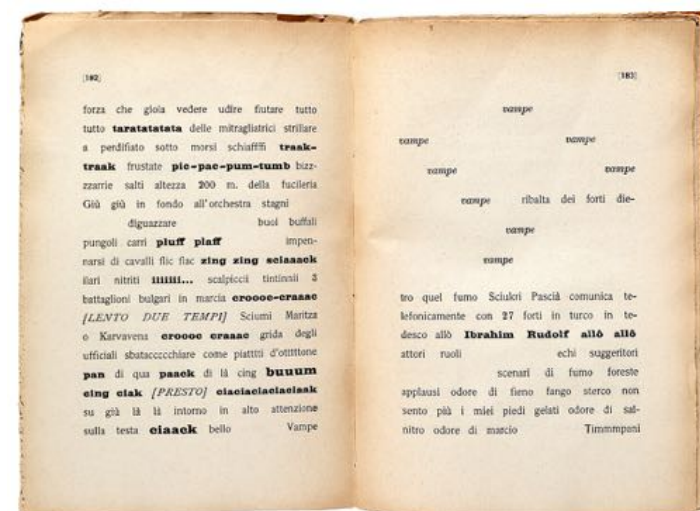 [182]
forza che gioia vedere udire fiutare tutto
tutto taratatatata delle mitragliatrici strillare
a perdifiato sotto morsi schiaffffi traak-
traak frustate pic-pac-pum-tumb bizz-
zzarrie salti altezza 200 m. della fucileria
Giù giù in fondo all'orchestra stagni
diguazzare buoi buffali
pungoli carri pluff plaff impen-
narsi di cavalli flic flac zing zing sciaaack
ilari nitriti iiiiiii... scalpiccii tintinnii 3
battaglioni bulgari in marcia croooc-craaac
[LENTO DUE TEMPI] Sciumi Maritza
o Karvavena croooc craaac grida degli
ufficiali sbataccccchiare come piatttti d'otttttone
pan di qua paack di là cing buuum
cing ciak [PRESTO] ciaciaciaciaciaak
su giù là là intorno in alto attenzione
sulla testa ciaack bello Vampe
[183]
vampe
vampe vampe
vampe vampe
vampe ribalta dei forti die-
vampe
vampe
tro quel fumo Sciukri Pascià comunica te-
lefonicamente con 27 forti in turco in te-
desco allò Ibrahim Rudolf allô allô
attori ruoli echi suggeritori
scenari di fumo foreste
applausi odore di fieno fango sterco non
sento più i miei piedi gelati odore di sal-
nitro odore di marcio Timmmpani